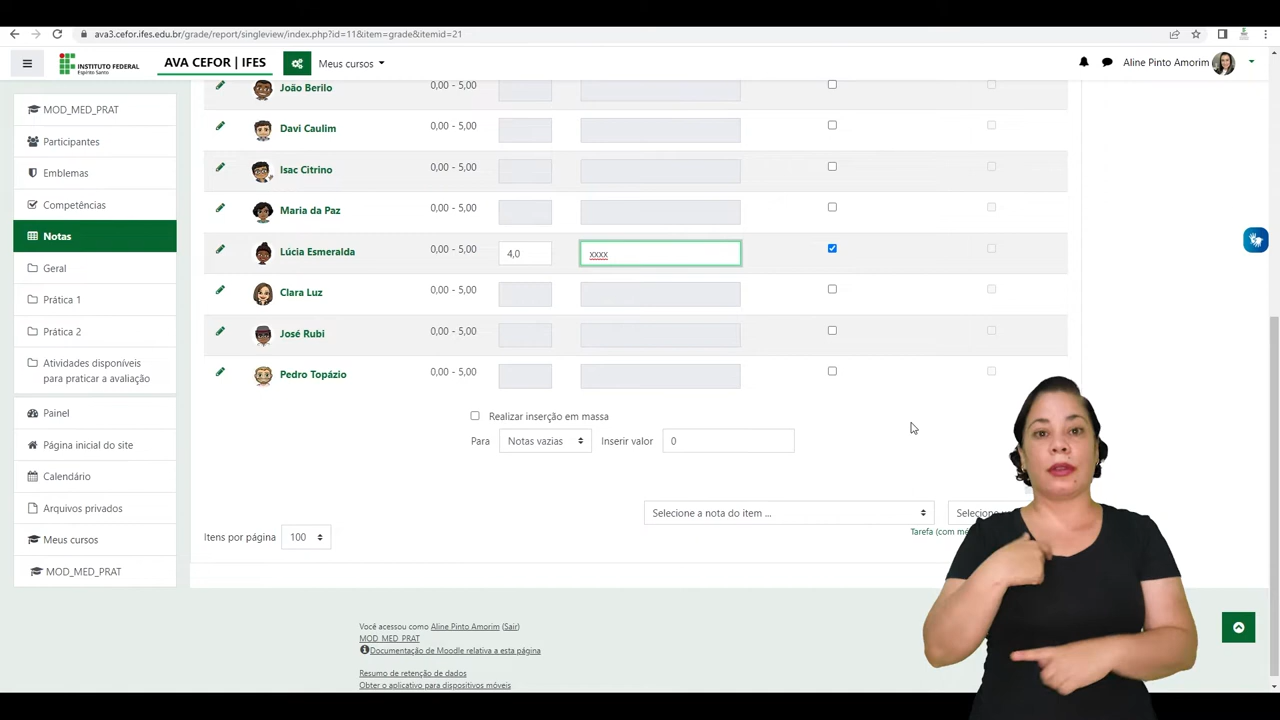 ava3.cefor.ifes.edu.br/grade/report/singleview/index.php?id=11&item=grade&itemid=21
INSTITUTO FEDERAL
Espírito Santo
AVA CEFOR | IFES
Meus cursos
Aline Pinto Amorim
MOD_MED_PRAT
Participantes
Emblemas
Competências
Notas
Geral
Prática 1
Prática 2
Atividades disponíveis
para praticar a avaliação
Painel
Página inicial do site
Calendário
Arquivos privados
Meus cursos
MOD_MED_PRAT
João Berilo 0,00 - 5,00
Davi Caulim 0,00 - 5,00
Isac Citrino 0,00 - 5,00
Maria da Paz 0,00 - 5,00
Lúcia Esmeralda 0,00 - 5,00 4,0 xxxx
Clara Luz 0,00 - 5,00
José Rubi 0,00 - 5,00
Pedro Topázio 0,00 - 5,00
Realizar inserção em massa
Para Notas vazias Inserir valor 0
Selecione a nota do item ... Selecione
Tarefa (com
Itens por página 100
Você acessou como Aline Pinto Amorim (Sair)
MOD_MED_PRAT
Documentação de Moodle relativa a esta página
Resumo de retenção de dados
Obter o aplicativo para dispositivos móveis